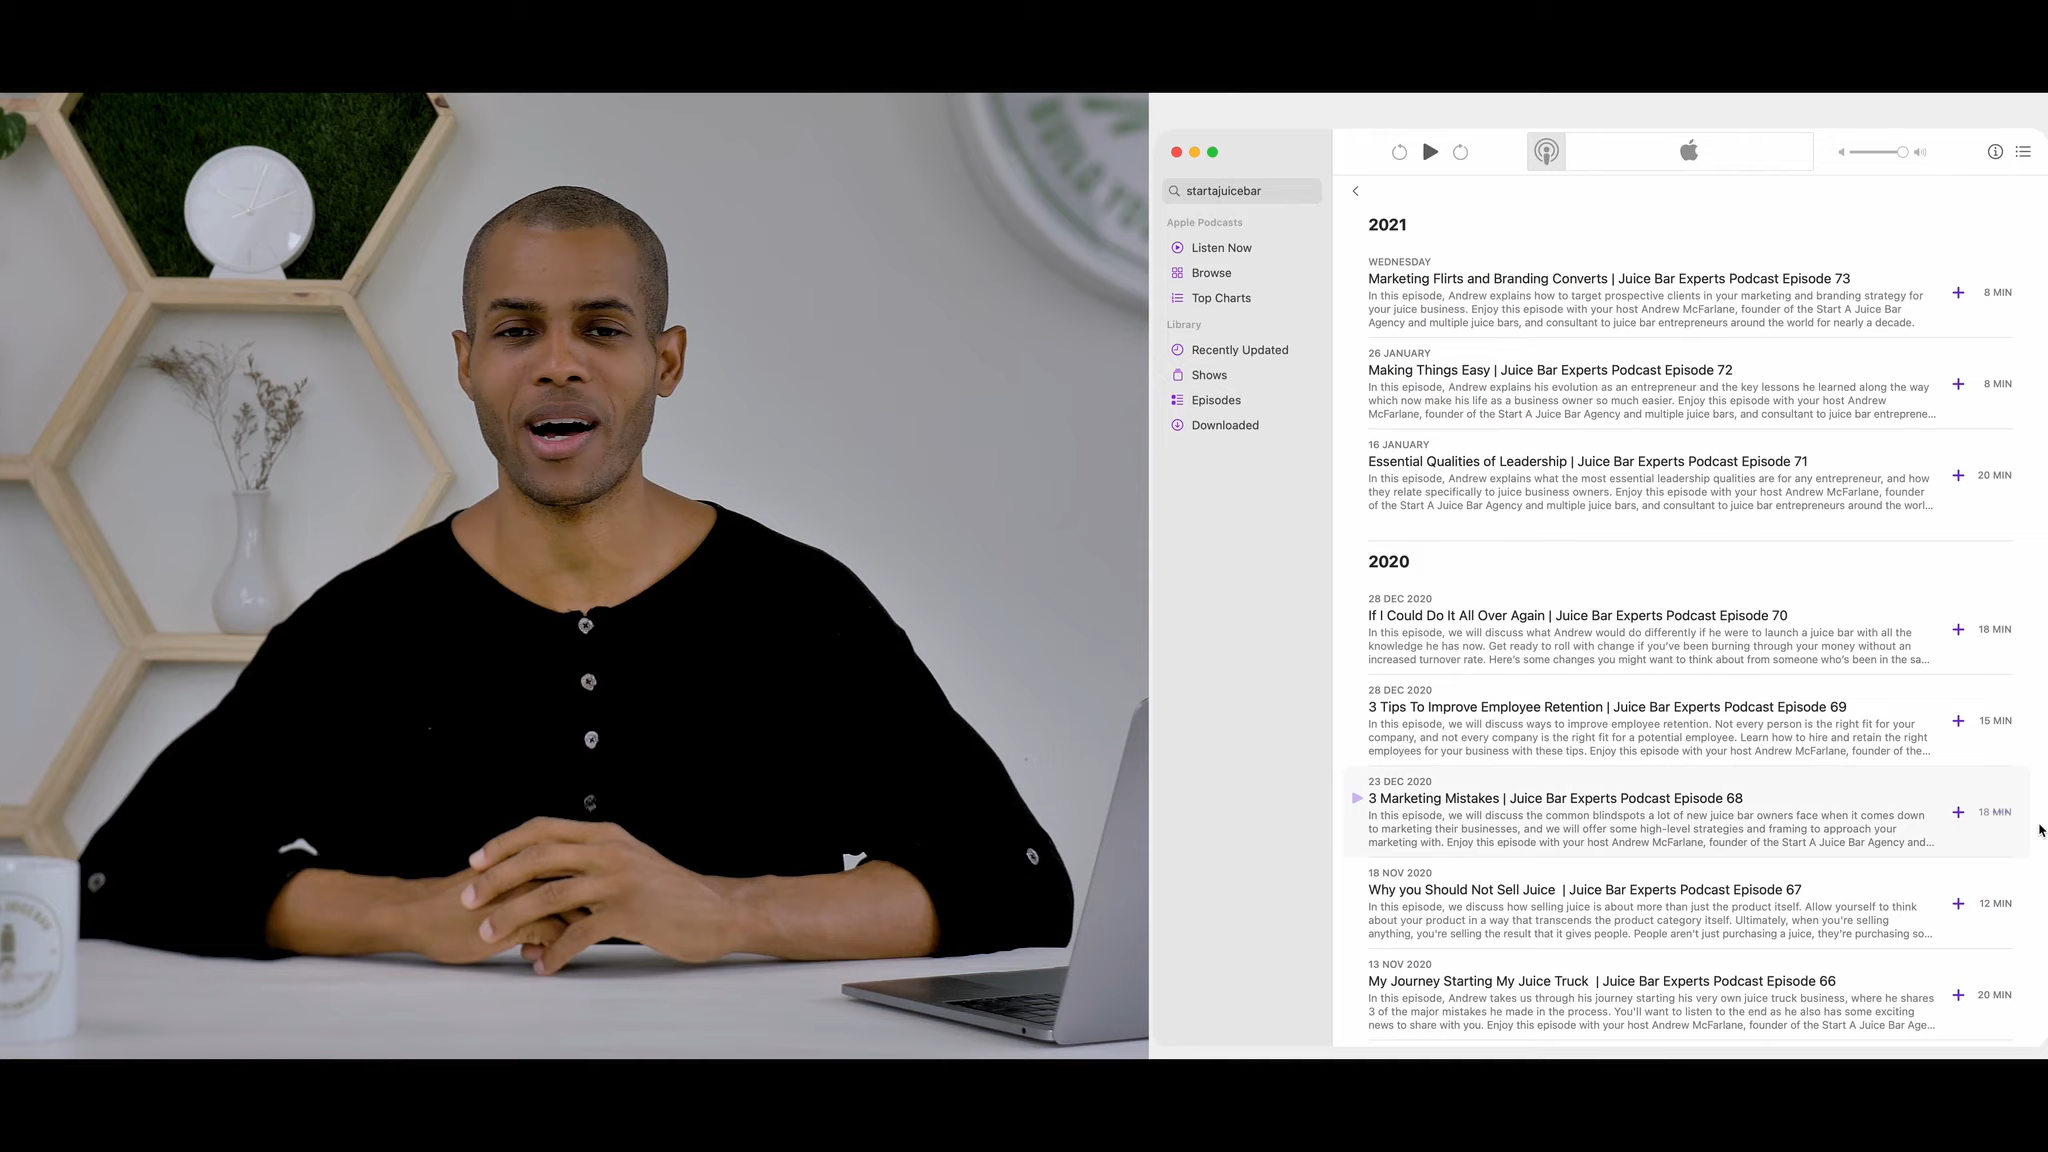 BUILD YOU
JUICE BAR
startajuicebar
Apple Podcasts
Listen Now
Browse
Top Charts
Library
Recently Updated
Shows
Episodes
Downloaded
2021
WEDNESDAY
Marketing Flirts and Branding Converts | Juice Bar Experts Podcast Episode 73
In this episode, Andrew explains how to target prospective clients in your marketing and branding strategy for
your juice business. Enjoy this episode with your host Andrew McFarlane, founder of the Start A Juice Bar
Agency and multiple juice bars, and consultant to juice bar entrepreneurs around the world for nearly a decade.
8 MIN
26 JANUARY
Making Things Easy | Juice Bar Experts Podcast Episode 72
In this episode, Andrew explains his evolution as an entrepreneur and the key lessons he learned along the way
which now make his life as a business owner so much easier. Enjoy this episode with your host Andrew
McFarlane, founder of the Start A Juice Bar Agency and multiple juice bars, and consultant to juice bar entreprene...
8 MIN
16 JANUARY
Essential Qualities of Leadership | Juice Bar Experts Podcast Episode 71
In this episode, Andrew explains what the most essential leadership qualities are for any entrepreneur, and how
they relate specifically to juice business owners. Enjoy this episode with your host Andrew McFarlane, founder
of the Start A Juice Bar Agency and multiple juice bars, and consultant to juice bar entrepreneurs around the worl...
20 MIN
2020
28 DEC 2020
If I Could Do It All Over Again | Juice Bar Experts Podcast Episode 70
In this episode, we will discuss what Andrew would do differently if he were to launch a juice bar with all the
knowledge he has now. Get ready to roll with change if you've been burning through your money without an
increased turnover rate. Here's some changes you might want to think about from someone who's been in the sa...
18 MIN
28 DEC 2020
3 Tips To Improve Employee Retention | Juice Bar Experts Podcast Episode 69
In this episode, we will discuss ways to improve employee retention. Not every person is the right fit for your
company, and not every company is the right fit for a potential employee. Learn how to hire and retain the right
employees for your business with these tips. Enjoy this episode with your host Andrew McFarlane, founder of the...
15 MIN
23 DEC 2020
3 Marketing Mistakes | Juice Bar Experts Podcast Episode 68
In this episode, we will discuss the common blindspots a lot of new juice bar owners face when it comes down
to marketing their businesses, and we will offer some high-level strategies and framing to approach your
marketing with. Enjoy this episode with your host Andrew McFarlane, founder of the Start A Juice Bar Agency and...
18 MIN
18 NOV 2020
Why you Should Not Sell Juice | Juice Bar Experts Podcast Episode 67
In this episode, we discuss how selling juice is about more than just the product itself. Allow yourself to think
about your product in a way that transcends the product category itself. Ultimately, when you're selling
anything, you're selling the result that it gives people. People aren't just purchasing a juice, they're purchasing so...
12 MIN
13 NOV 2020
My Journey Starting My Juice Truck | Juice Bar Experts Podcast Episode 66
In this episode, Andrew takes us through his journey starting his very own juice truck business, where he shares
3 of the major mistakes he made in the process. You'll want to listen to the end as he also has some exciting
news to share with you. Enjoy this episode with your host Andrew McFarlane, founder of the Start A Juice Bar Age...
20 MIN